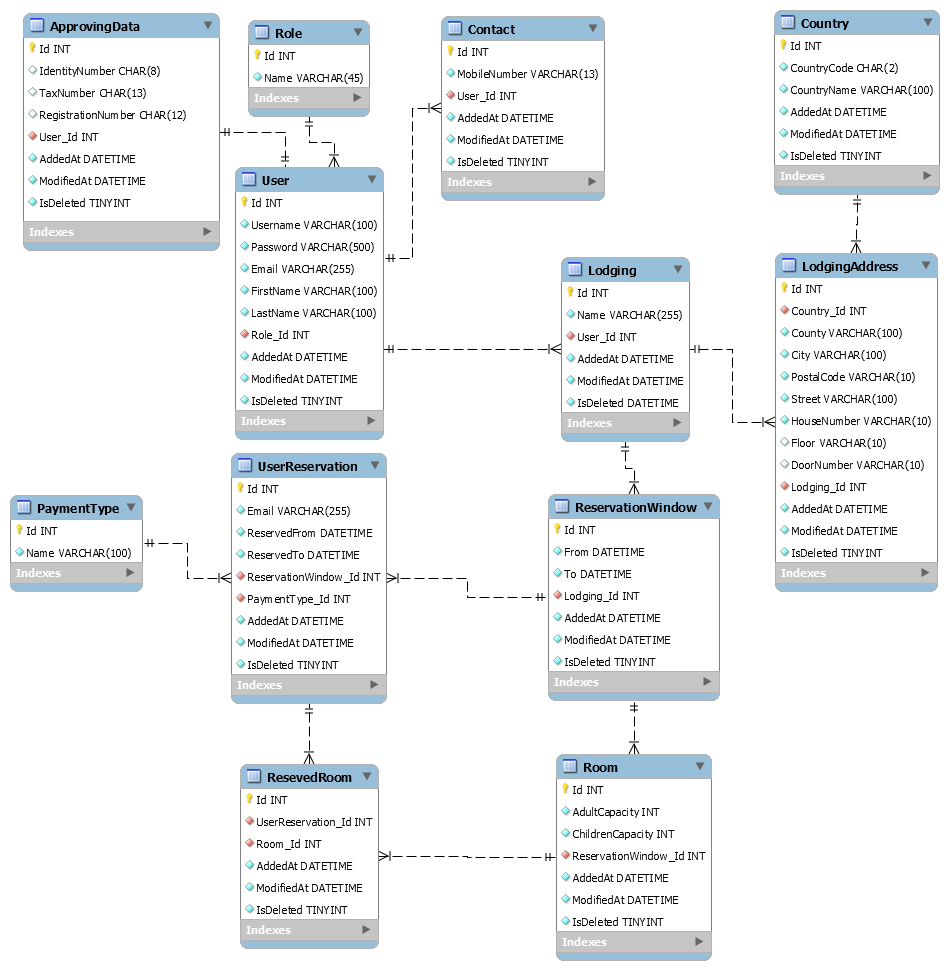 ApprovingData
Id INT
IdentityNumber CHAR(8)
TaxNumber CHAR(13)
RegistrationNumber CHAR(12)
User_Id INT
AddedAt DATETIME
ModifiedAt DATETIME
IsDeleted TINYINT
Indexes
Role
Id INT
Name VARCHAR(45)
Indexes
Contact
Id INT
MobileNumber VARCHAR(13)
User_Id INT
AddedAt DATETIME
ModifiedAt DATETIME
IsDeleted TINYINT
Indexes
Country
Id INT
CountryCode CHAR(2)
CountryName VARCHAR(100)
AddedAt DATETIME
ModifiedAt DATETIME
IsDeleted TINYINT
Indexes
User
Id INT
Username VARCHAR(100)
Password VARCHAR(500)
Email VARCHAR(255)
FirstName VARCHAR(100)
LastName VARCHAR(100)
Role_Id INT
AddedAt DATETIME
ModifiedAt DATETIME
IsDeleted TINYINT
Indexes
Lodging
Id INT
Name VARCHAR(255)
User_Id INT
AddedAt DATETIME
ModifiedAt DATETIME
IsDeleted DATETIME
Indexes
LodgingAddress
Id INT
Country_Id INT
County VARCHAR(100)
City VARCHAR(100)
PostalCode VARCHAR(10)
Street VARCHAR(100)
HouseNumber VARCHAR(10)
Floor VARCHAR(10)
DoorNumber VARCHAR(10)
Lodging_Id INT
AddedAt DATETIME
ModifiedAt DATETIME
IsDeleted TINYINT
Indexes
PaymentType
Id INT
Name VARCHAR(100)
Indexes
UserReservation
Id INT
Email VARCHAR(255)
ReservedFrom DATETIME
ReservedTo DATETIME
ReservationWindow_Id INT
PaymentType_Id INT
AddedAt DATETIME
ModifiedAt DATETIME
IsDeleted TINYINT
Indexes
ReservationWindow
Id INT
From DATETIME
To DATETIME
Lodging_Id INT
AddedAt DATETIME
ModifiedAt DATETIME
IsDeleted TINYINT
Indexes
ResevedRoom
Id INT
UserReservation_Id INT
Room_Id INT
AddedAt DATETIME
ModifiedAt DATETIME
IsDeleted TINYINT
Indexes
Room
Id INT
AdultCapacity INT
ChildrenCapacity INT
ReservationWindow_Id INT
AddedAt DATETIME
ModifiedAt DATETIME
IsDeleted TINYINT
Indexes